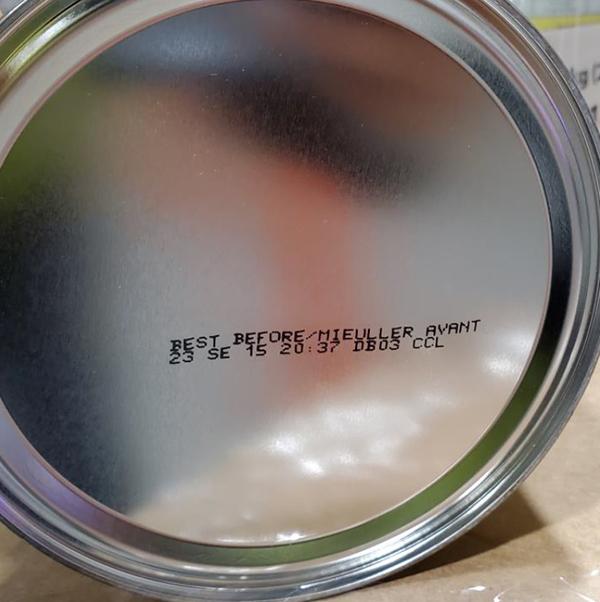 BEST BEFORE/MIEULLER AVANT
23 SE 15 20:37 DB03 CCL